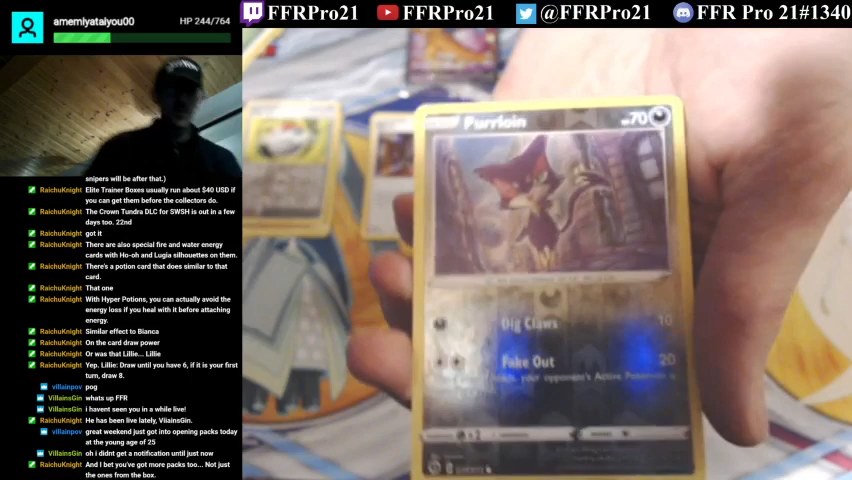 amemlyatalyou00
HP 244/764
FFRPro21
FFRPro21
@FFRPro21
FFR Pro 21#1340
snipers will be after that.)
RaichuKnight Elite Trainer Boxes usually run about $40 USD if
you can get them before the collectors do.
RaichuKnight The Crown Tundra DLC for SWSH is out in a few
days too. 22nd
RaichuKnight got it
RaichuKnight There are also special fire and water energy
cards with Ho-oh and Lugia silhouettes on them.
RaichuKnight There's a potion card that does similar to that
card.
RaichuKnight That one
RaichuKnight With Hyper Potions, you can actually avoid the
energy loss if you heal with it before attaching
energy.
RaichuKnight Similar effect to Bianca
RaichuKnight On the card draw power
RaichuKnight Or was that Lillie... Lillie
RaichuKnight Yep. Lillie: Draw until you have 6, if it is your first
turn, draw 8.
villainpov pog
VillainsGin whats up FFR
VillainsGin i havent seen you in a while live!
RaichuKnight He has been live lately, ViiainsGin.
villainpov great weekend just got into opening packs today
at the young age of 25
VillainsGin oh i didnt get a notification until just now
RaichuKnight And I bet you've got more packs too... Not just
the ones from the box.
Purrloin
70
Dig Claws 10
Fake Out 20
heads, your opponent's Active Pokémon is
x2